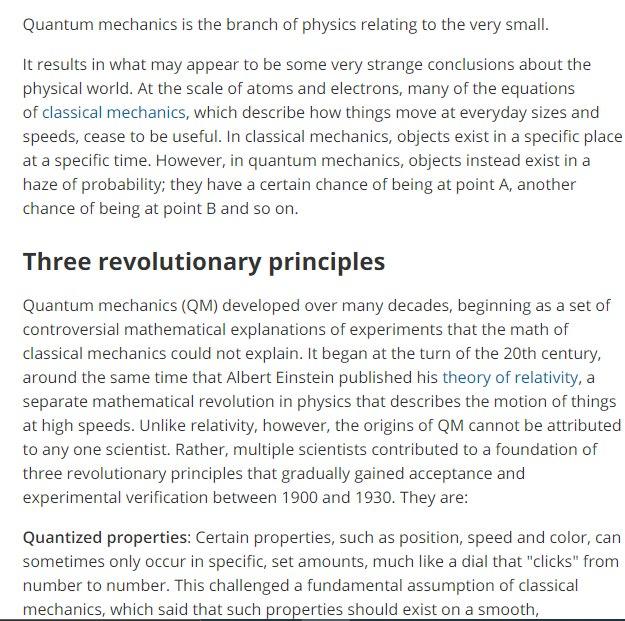 Quantum mechanics is the branch of physics relating to the very small.
It results in what may appear to be some very strange conclusions about the
physical world. At the scale of atoms and electrons, many of the equations
of classical mechanics, which describe how things move at everyday sizes and
speeds, cease to be useful. In classical mechanics, objects exist in a specific place
at a specific time. However, in quantum mechanics, objects instead exist in a
haze of probability; they have a certain chance of being at point A, another
chance of being at point B and so on.
Three revolutionary principles
Quantum mechanics (QM) developed over many decades, beginning as a set of
controversial mathematical explanations of experiments that the math of
classical mechanics could not explain. It began at the turn of the 20th century,
around the same time that Albert Einstein published his theory of relativity, a
separate mathematical revolution in physics that describes the motion of things
at high speeds. Unlike relativity, however, the origins of QM cannot be attributed
to any one scientist. Rather, multiple scientists contributed to a foundation of
three revolutionary principles that gradually gained acceptance and
experimental verification between 1900 and 1930. They are:
Quantized properties: Certain properties, such as position, speed and color, can
sometimes only occur in specific, set amounts, much like a dial that "clicks" from
number to number. This challenged a fundamental assumption of classical
mechanics, which said that such properties should exist on a smooth,